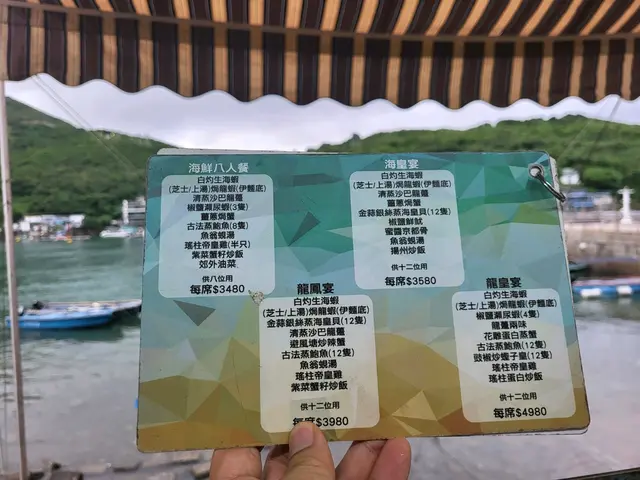 海鮮八人餐
白灼生海蝦
(芝士/上湯)焗龍蝦(伊麵底)
清蒸沙巴龍躉
椒鹽瀨尿蝦(3隻)
薑蔥焗蟹
古法蒸鮑魚(8隻)
魚翁蜆湯
瑤柱帝皇雞(半只)
紫菜蟹籽炒飯
郊外油菜
供八位用
每席$3480
海皇宴
白灼生海蝦
(芝士/上湯)焗龍蝦(伊麵底)
清蒸沙巴龍躉
薑蔥焗蟹
金蒜銀絲蒸海皇貝(12隻)
椒鹽鮮魷
蜜露京都骨
魚翁蜆湯
揚州炒飯
供十二位用
每席$3580
龍鳳宴
白灼生海蝦
(芝士/上湯)焗龍蝦(伊麵底)
金蒜銀絲蒸海皇貝(12隻)
清蒸沙巴龍躉
避風塘炒辣蟹
古法蒸鮑魚(12隻)
魚翁蜆湯
瑤柱帝皇雞
紫菜蟹籽炒飯
供十二位用
每席$3980
龍皇宴
白灼生海蝦
(芝士/上湯)焗龍蝦(伊麵底)
椒鹽瀨尿蝦(4隻)
龍躉兩味
花雕蛋白蒸蟹
古法蒸鮑魚(12隻)
豉椒炒蟶子皇(12隻)
瑤柱帝皇雞
瑤柱蛋白炒飯
供十二位用
每席$4980